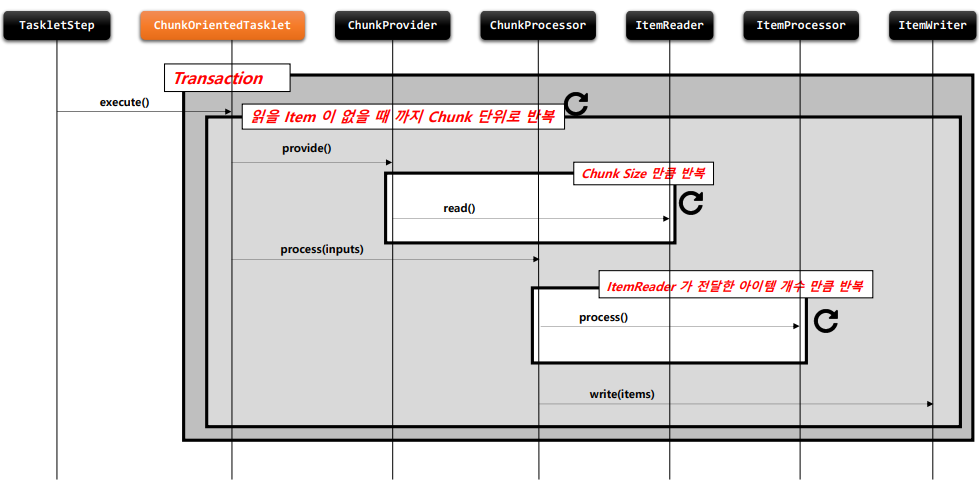 TaskletStep
ChunkOrientedTasklet
ChunkProvider
ChunkProcessor
ItemReader
ItemProcessor
ItemWriter
Transaction
execute()
읽을 Item 이 없을 때 까지 Chunk 단위로 반복
provide()
Chunk Size 만큼 반복
read()
process(inputs)
ItemReader 가 전달한 아이템 개수 만큼 반복
process()
write(items)